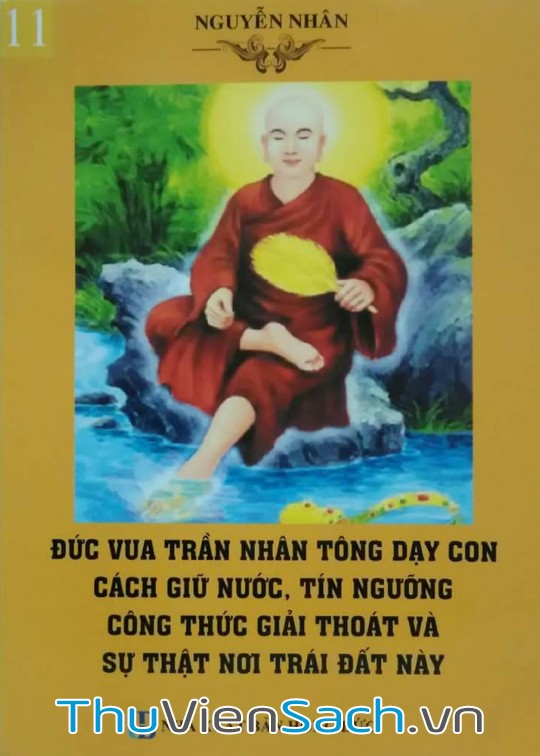 11
NGUYỄN NHÂN
ĐỨC VUA TRẦN NHÂN TÔNG DẠY CON
CÁCH GIỮ NƯỚC, TÍN NGƯỠNG
CÔNG THỨC GIẢI THOÁT VÀ
SỰ THẬT NƠI TRÁI ĐẤT NÀY
ThuVienSach.vn